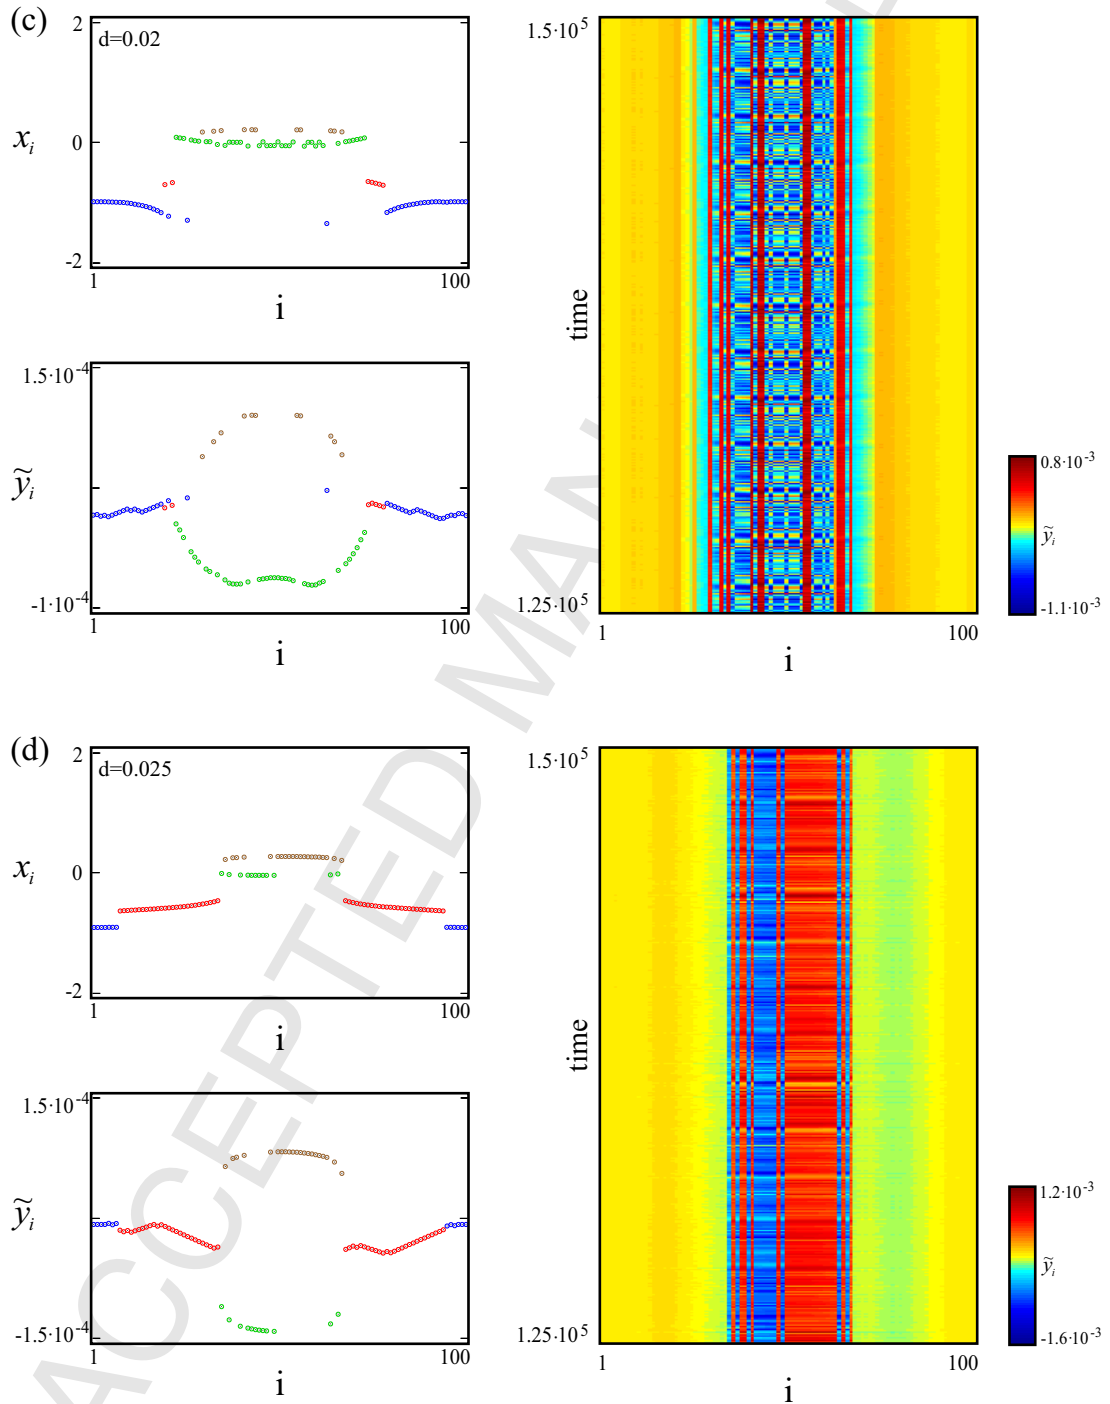 (c)
2
d=0.02
x_i
0
-2
1
100
i
1.5·10^-4
ỹ_i
-1·10^-4
1
100
i
1.5·10^5
time
1.25·10^5
1
100
i
0.8·10^-3
ỹ_i
-1.1·10^-3
(d)
2
d=0.025
x_i
0
-2
1
100
i
1.5·10^-4
ỹ_i
-1.5·10^-4
1
100
i
1.5·10^5
time
1.25·10^5
1
100
i
1.2·10^-3
ỹ_i
-1.6·10^-3
ACCEPTED MAN